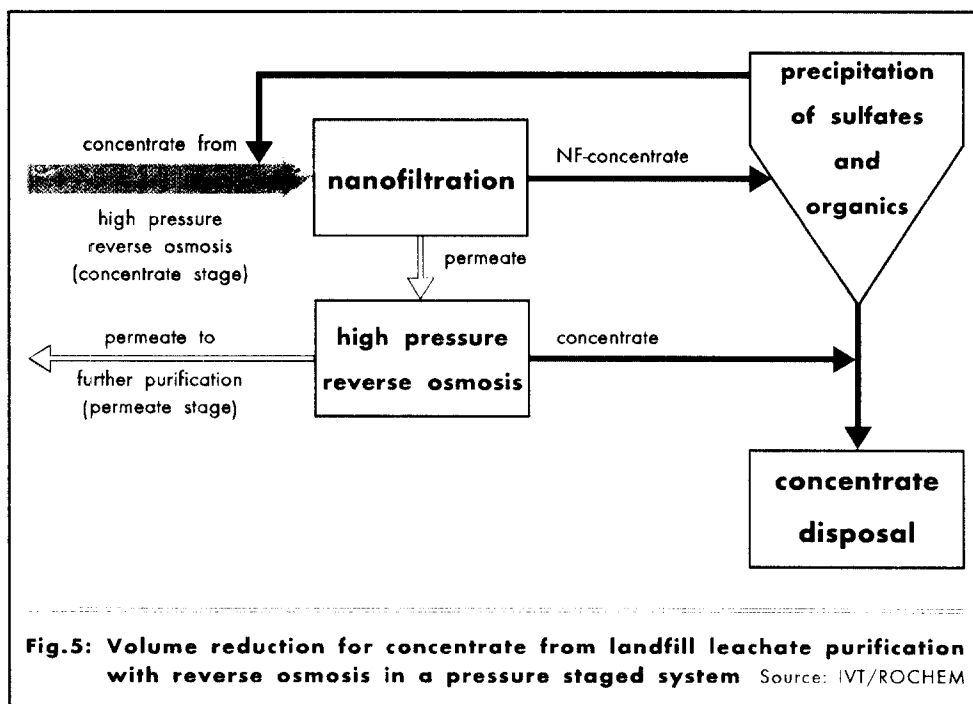 precipitation
of sulfates
and
organics
concentrate from
high pressure
reverse osmosis
(concentrate stage)
nanofiltration
NF-concentrate
permeate
permeate to
further purification
(permeate stage)
high pressure
reverse osmosis
concentrate
concentrate
disposal
Fig.5: Volume reduction for concentrate from landfill leachate purification
with reverse osmosis in a pressure staged system Source: IVT/ROCHEM